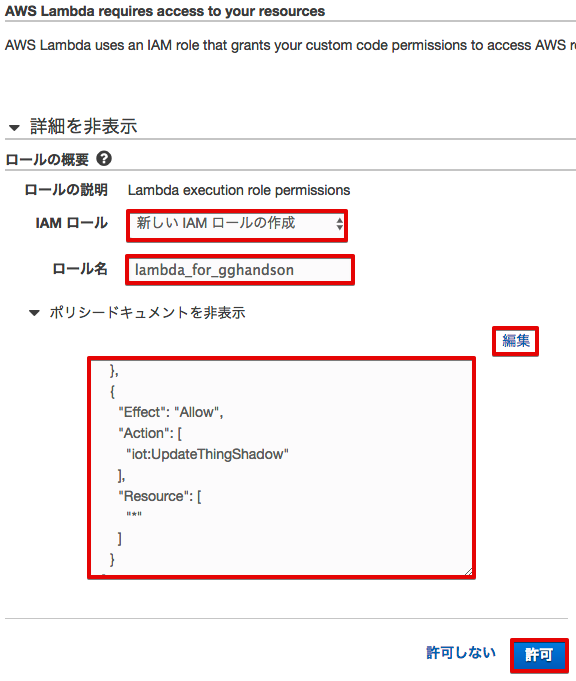 AWS Lambda requires access to your resources
AWS Lambda uses an IAM role that grants your custom code permissions to access AWS
詳細を非表示
ロールの概要
ロールの説明 Lambda execution role permissions
IAM ロール 新しい IAM ロールの作成
ロール名 lambda_for_gghandson
ポリシードキュメントを非表示
編集
},
{
"Effect": "Allow",
"Action": [
"iot:UpdateThingShadow"
],
"Resource": [
"*"
]
}
許可しない 許可